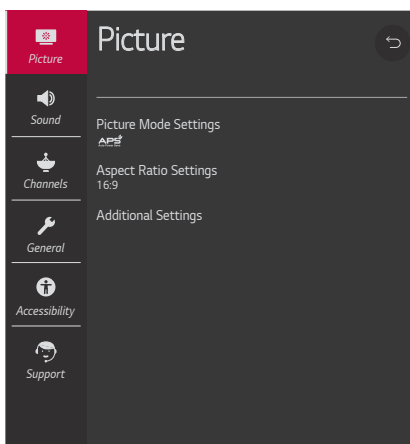 Picture
Picture
Sound
Channels
General
Accessibility
Support
Picture Mode Settings
APS
Aspect Ratio Settings
16:9
Additional Settings